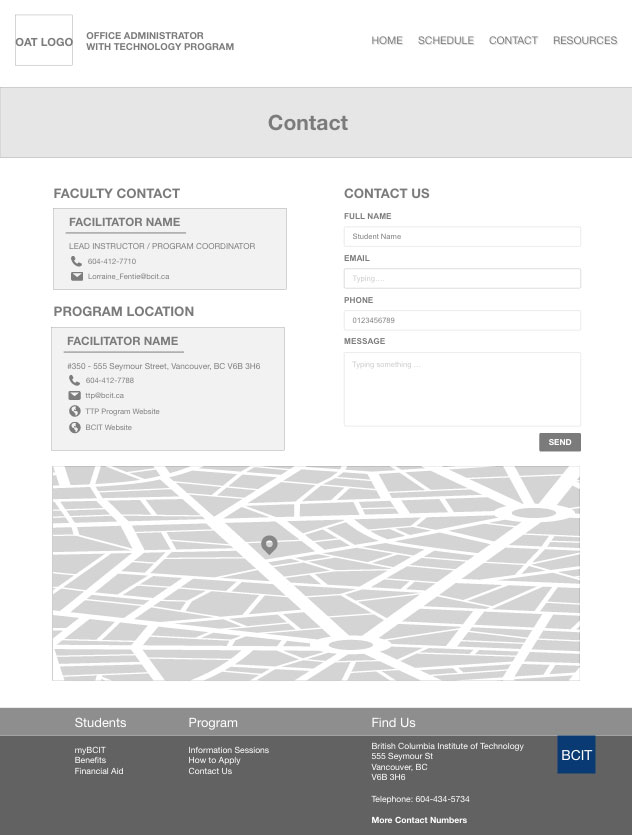 OAT LOGO
OFFICE ADMINISTRATOR
WITH TECHNOLOGY PROGRAM
HOME SCHEDULE CONTACT RESOURCES
Contact
FACULTY CONTACT
FACILITATOR NAME
LEAD INSTRUCTOR / PROGRAM COORDINATOR
604-412-7710
Lorraine_Fentie@bcit.ca
PROGRAM LOCATION
FACILITATOR NAME
#350 - 555 Seymour Street, Vancouver, BC V6B 3H6
604-412-7788
ttp@bcit.ca
TTP Program Website
BCIT Website
CONTACT US
FULL NAME
Student Name
EMAIL
Typing....
PHONE
0123456789
MESSAGE
Typing something....
SEND
Students
myBCIT
Benefits
Financial Aid
Program
Information Sessions
How to Apply
Contact Us
Find Us
British Columbia Institute of Technology
555 Seymour St
Vancouver, BC
V6B 3H6
Telephone: 604-434-5734
More Contact Numbers
BCIT